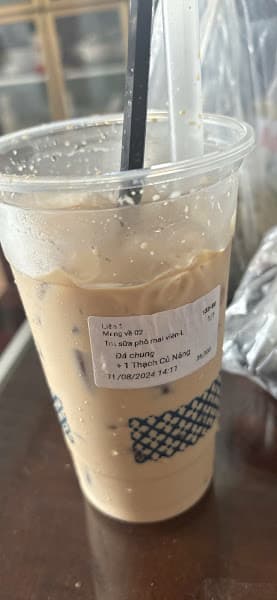 Liên 1
Mang về 02
Trà sữa phô mai viên-L
Đá chung
+ 1 Thạch Củ Năng
11/08/2024 14:11